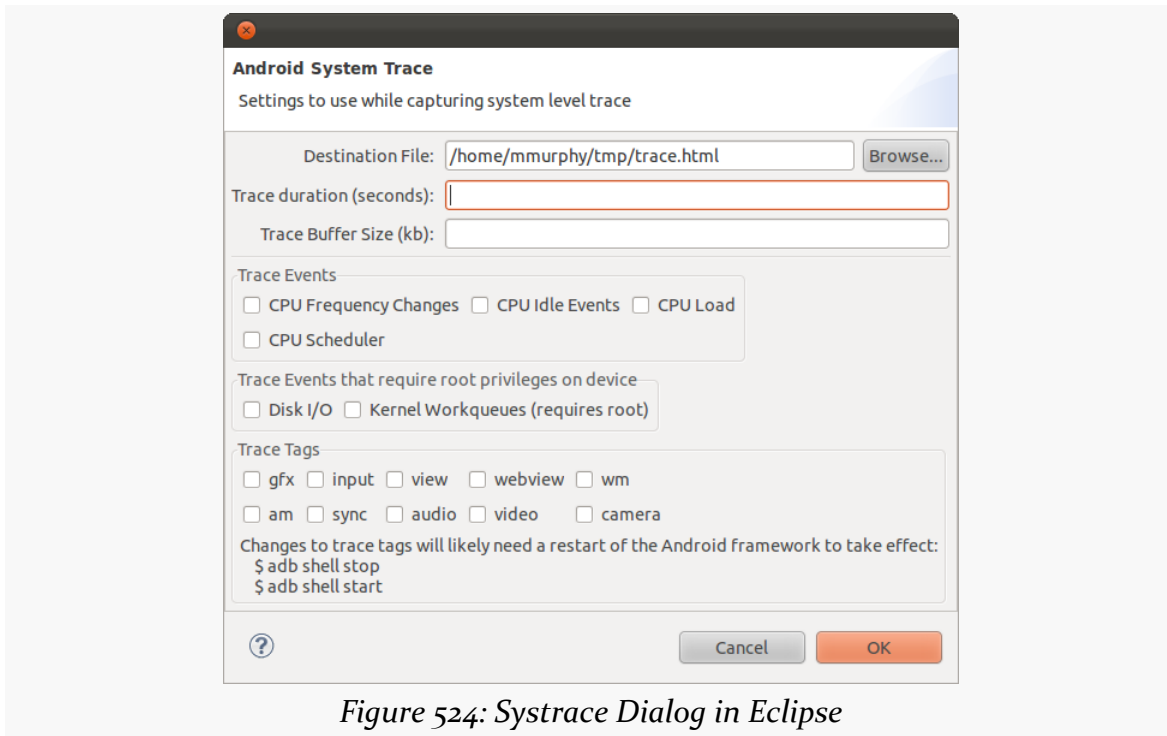 Android System Trace
Settings to use while capturing system level trace
Destination File: /home/mmurphy/tmp/trace.html Browse...
Trace duration (seconds):
Trace Buffer Size (kb):
Trace Events
CPU Frequency Changes CPU Idle Events CPU Load
CPU Scheduler
Trace Events that require root privileges on device
Disk I/O Kernel Workqueues (requires root)
Trace Tags
gfx input view webview wm
am sync audio video camera
Changes to trace tags will likely need a restart of the Android framework to take effect:
$ adb shell stop
$ adb shell start
? Cancel OK
Figure 524: Systrace Dialog in Eclipse